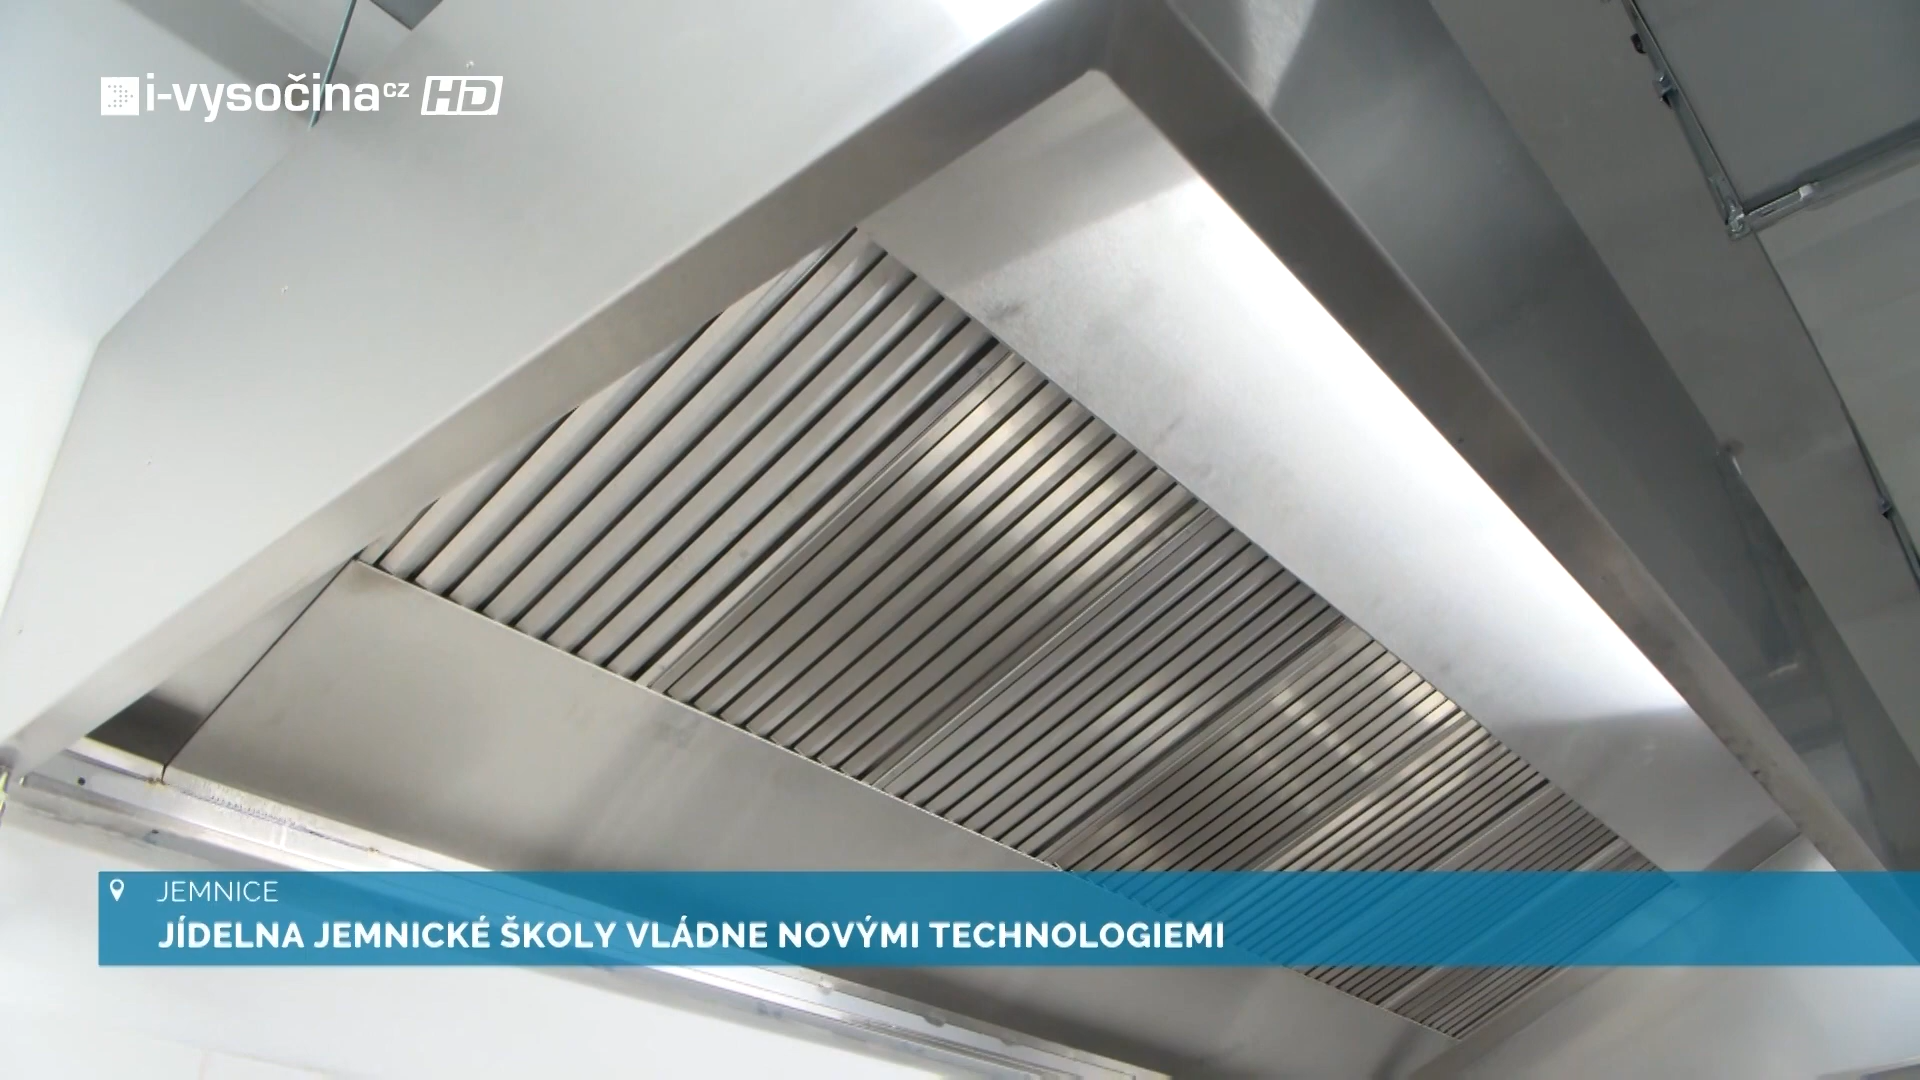 i-vysočina.cz HD
JEMNICE
JÍDELNA JEMNICKÉ ŠKOLY VLÁDNE NOVÝMI TECHNOLOGIEMI